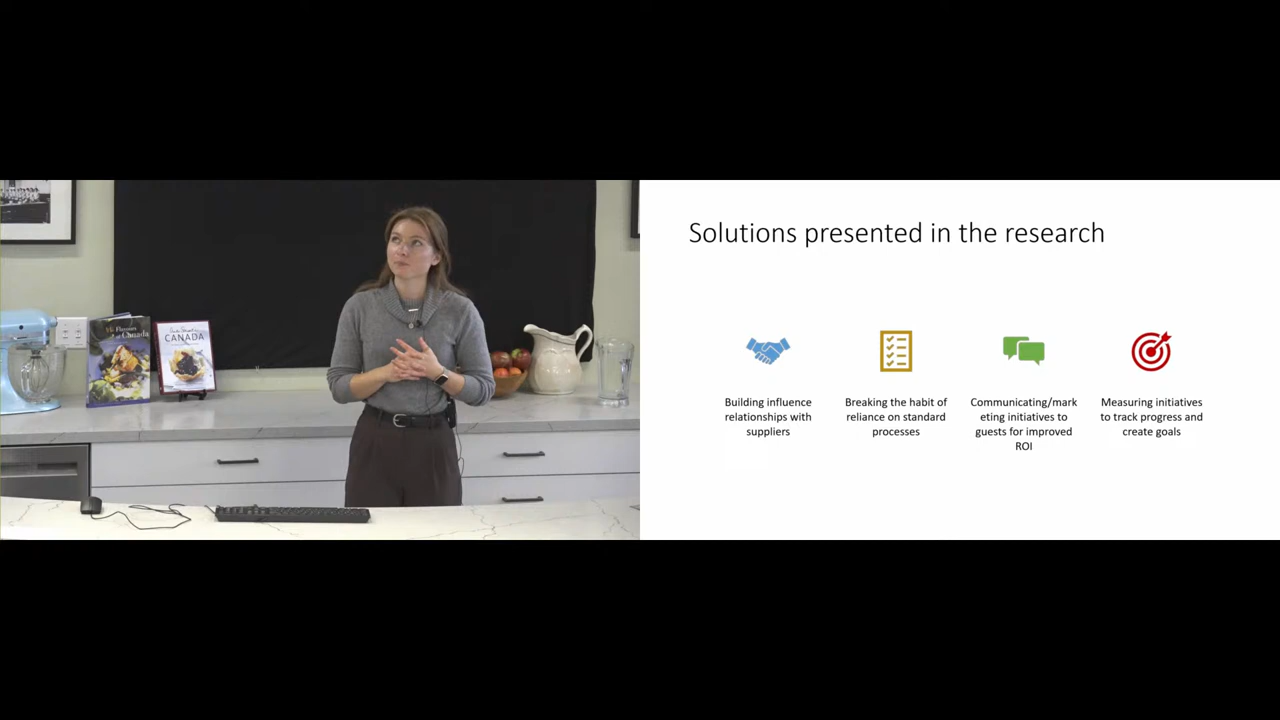 Flavours
of Canada
CANADA
Solutions presented in the research
Building influence
relationships with
suppliers
Breaking the habit of
reliance on standard
processes
Communicating/mark
eting initiatives to
guests for improved
ROI
Measuring initiatives
to track progress and
create goals